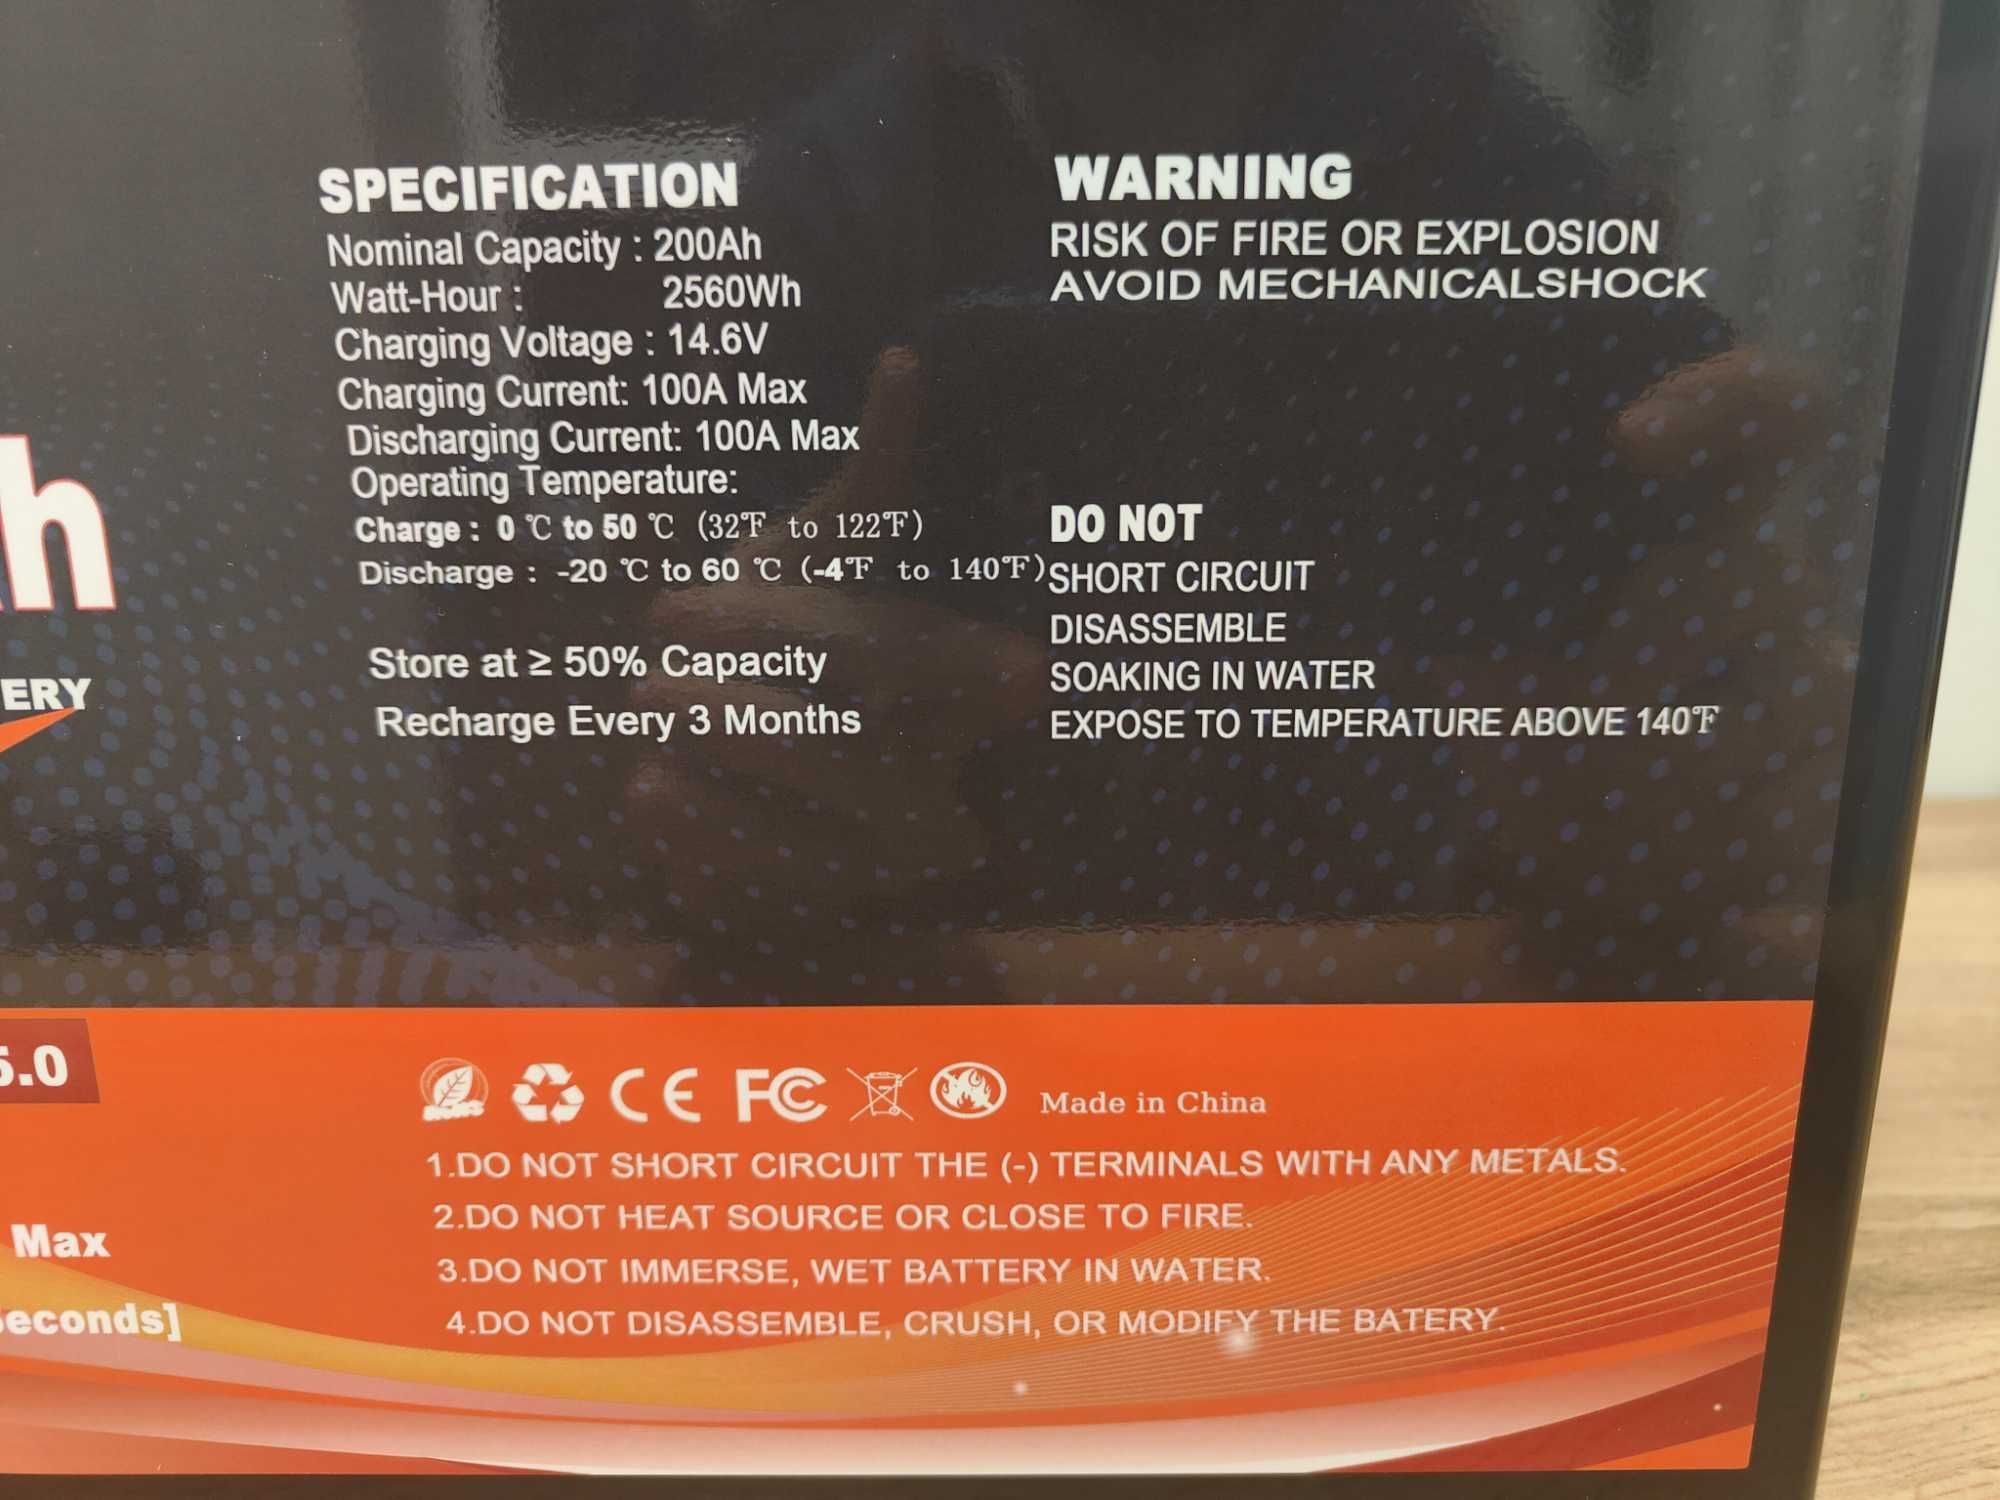 SPECIFICATION
Nominal Capacity : 200Ah
Watt-Hour : 2560Wh
Charging Voltage : 14.6V
Charging Current: 100A Max
Discharging Current: 100A Max
Operating Temperature:
Charge : 0 ℃ to 50 ℃ (32℉ to 122℉)
Discharge : -20 ℃ to 60 ℃ (-4℉ to 140℉)
Store at ≥ 50% Capacity
Recharge Every 3 Months
WARNING
RISK OF FIRE OR EXPLOSION
AVOID MECHANICALSHOCK
DO NOT
SHORT CIRCUIT
DISASSEMBLE
SOAKING IN WATER
EXPOSE TO TEMPERATURE ABOVE 140℉
h
ERY
5.0
Max
econds]
CE FC Made in China
1.DO NOT SHORT CIRCUIT THE (-) TERMINALS WITH ANY METALS.
2.DO NOT HEAT SOURCE OR CLOSE TO FIRE.
3.DO NOT IMMERSE, WET BATTERY IN WATER.
4.DO NOT DISASSEMBLE, CRUSH, OR MODIFY THE BATERY.